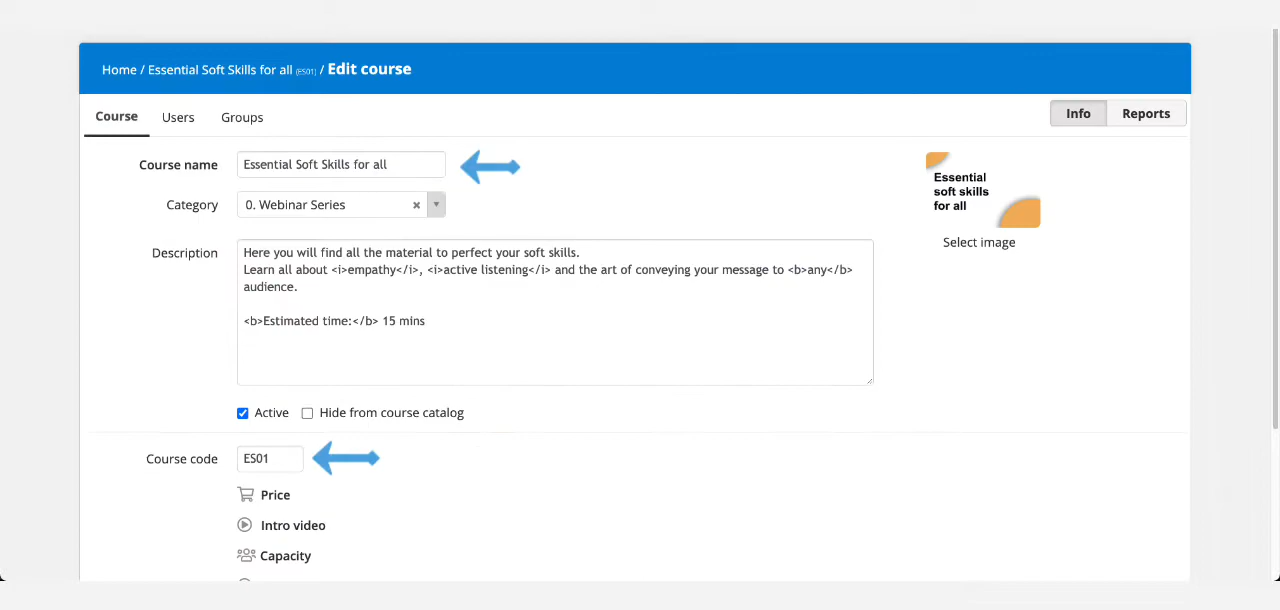 Home / Essential Soft Skills for all (ES01) / Edit course
Course Users Groups Info Reports
Course name Essential Soft Skills for all
Essential
soft skills
for all
Category 0. Webinar Series
Select image
Description Here you will find all the material to perfect your soft skills.
Learn all about <i>empathy</i>, <i>active listening</i> and the art of conveying your message to <b>any</b>
audience.
<b>Estimated time:</b> 15 mins
Active Hide from course catalog
Course code ES01
Price
Intro video
Capacity